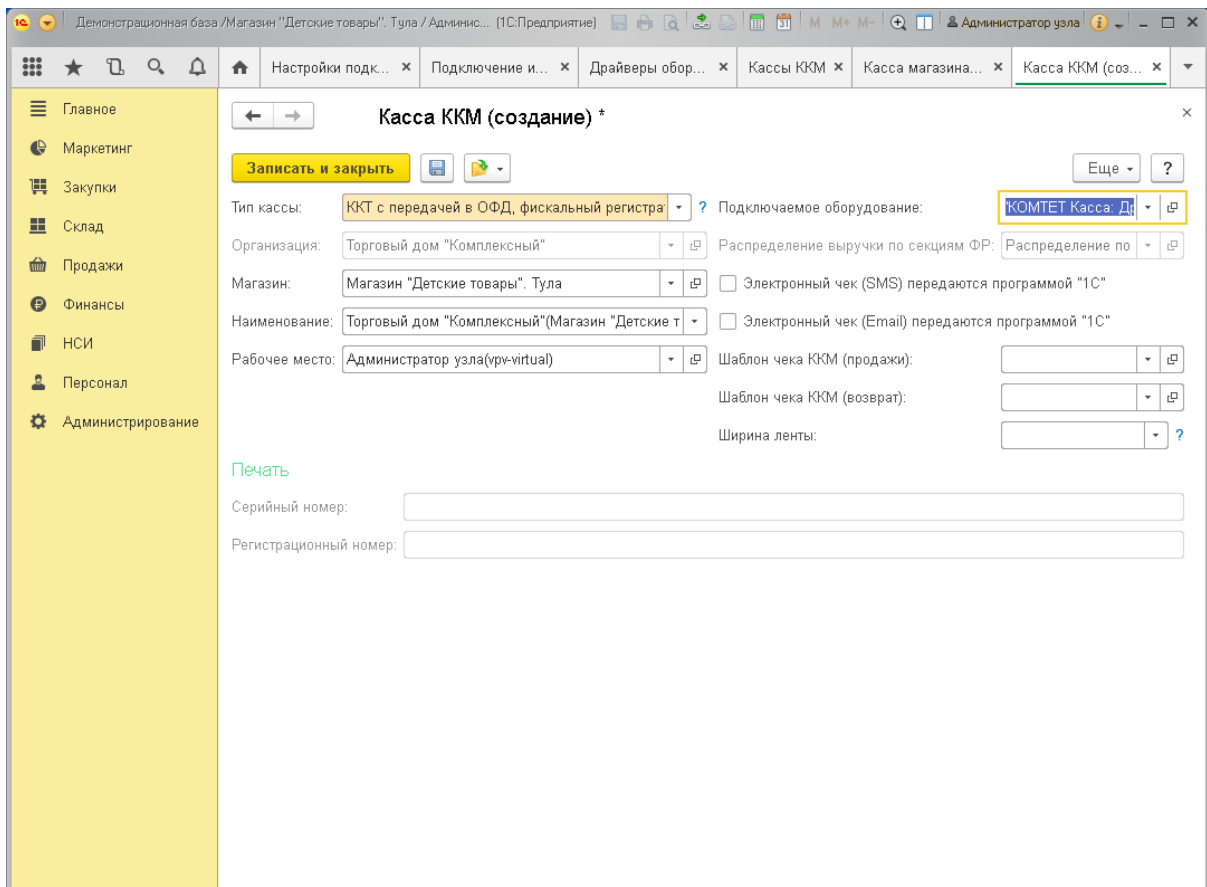 Демонстрационная база /Магазин "Детские товары". Тула / Админис... (1С:Предприятие) M M+ M- Администратор узла
Настройки подк... Подключение и... Драйверы обор... Кассы ККМ Касса магазина... Касса ККМ (соз...
Главное
Маркетинг
Закупки
Склад
Продажи
Финансы
НСИ
Персонал
Администрирование
Касса ККМ (создание) *
Записать и закрыть Еще ?
Тип кассы: ККТ с передачей в ОФД, фискальный регистра ? Подключаемое оборудование: 'КОМТЕТ Касса: Др
Организация: Торговый дом "Комплексный" Распределение выручки по секциям ФР: Распределение по
Магазин: Магазин "Детские товары". Тула Электронный чек (SMS) передаются программой "1С"
Наименование: Торговый дом "Комплексный"(Магазин "Детские т Электронный чек (Email) передаются программой "1С"
Рабочее место: Администратор узла(vpv-virtual) Шаблон чека ККМ (продажи):
Шаблон чека ККМ (возврат):
Ширина ленты: ?
Печать
Серийный номер:
Регистрационный номер: